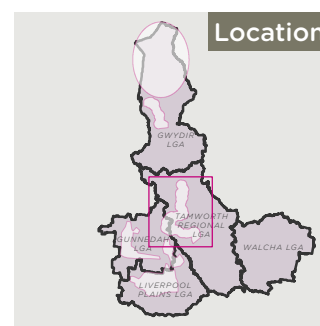 Location
GWYDIR
LGA
TAMWORTH
REGIONAL
LGA
GUNNEDAH
LGA
WALCHA LGA
LIVERPOOL
PLAINS LGA